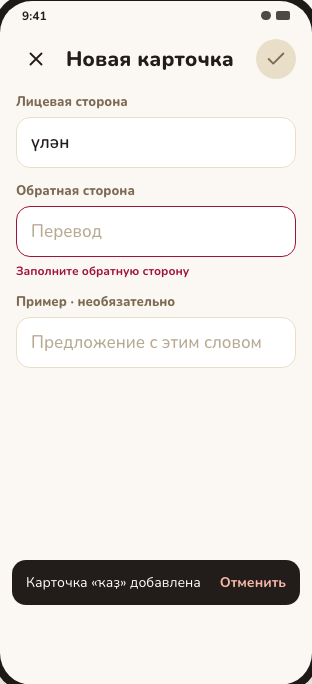 9:41
Новая карточка
Лицевая сторона
үлән
Обратная сторона
Перевод
Заполните обратную сторону
Пример · необязательно
Предложение с этим словом
Карточка «ҡаҙ» добавлена
Отменить